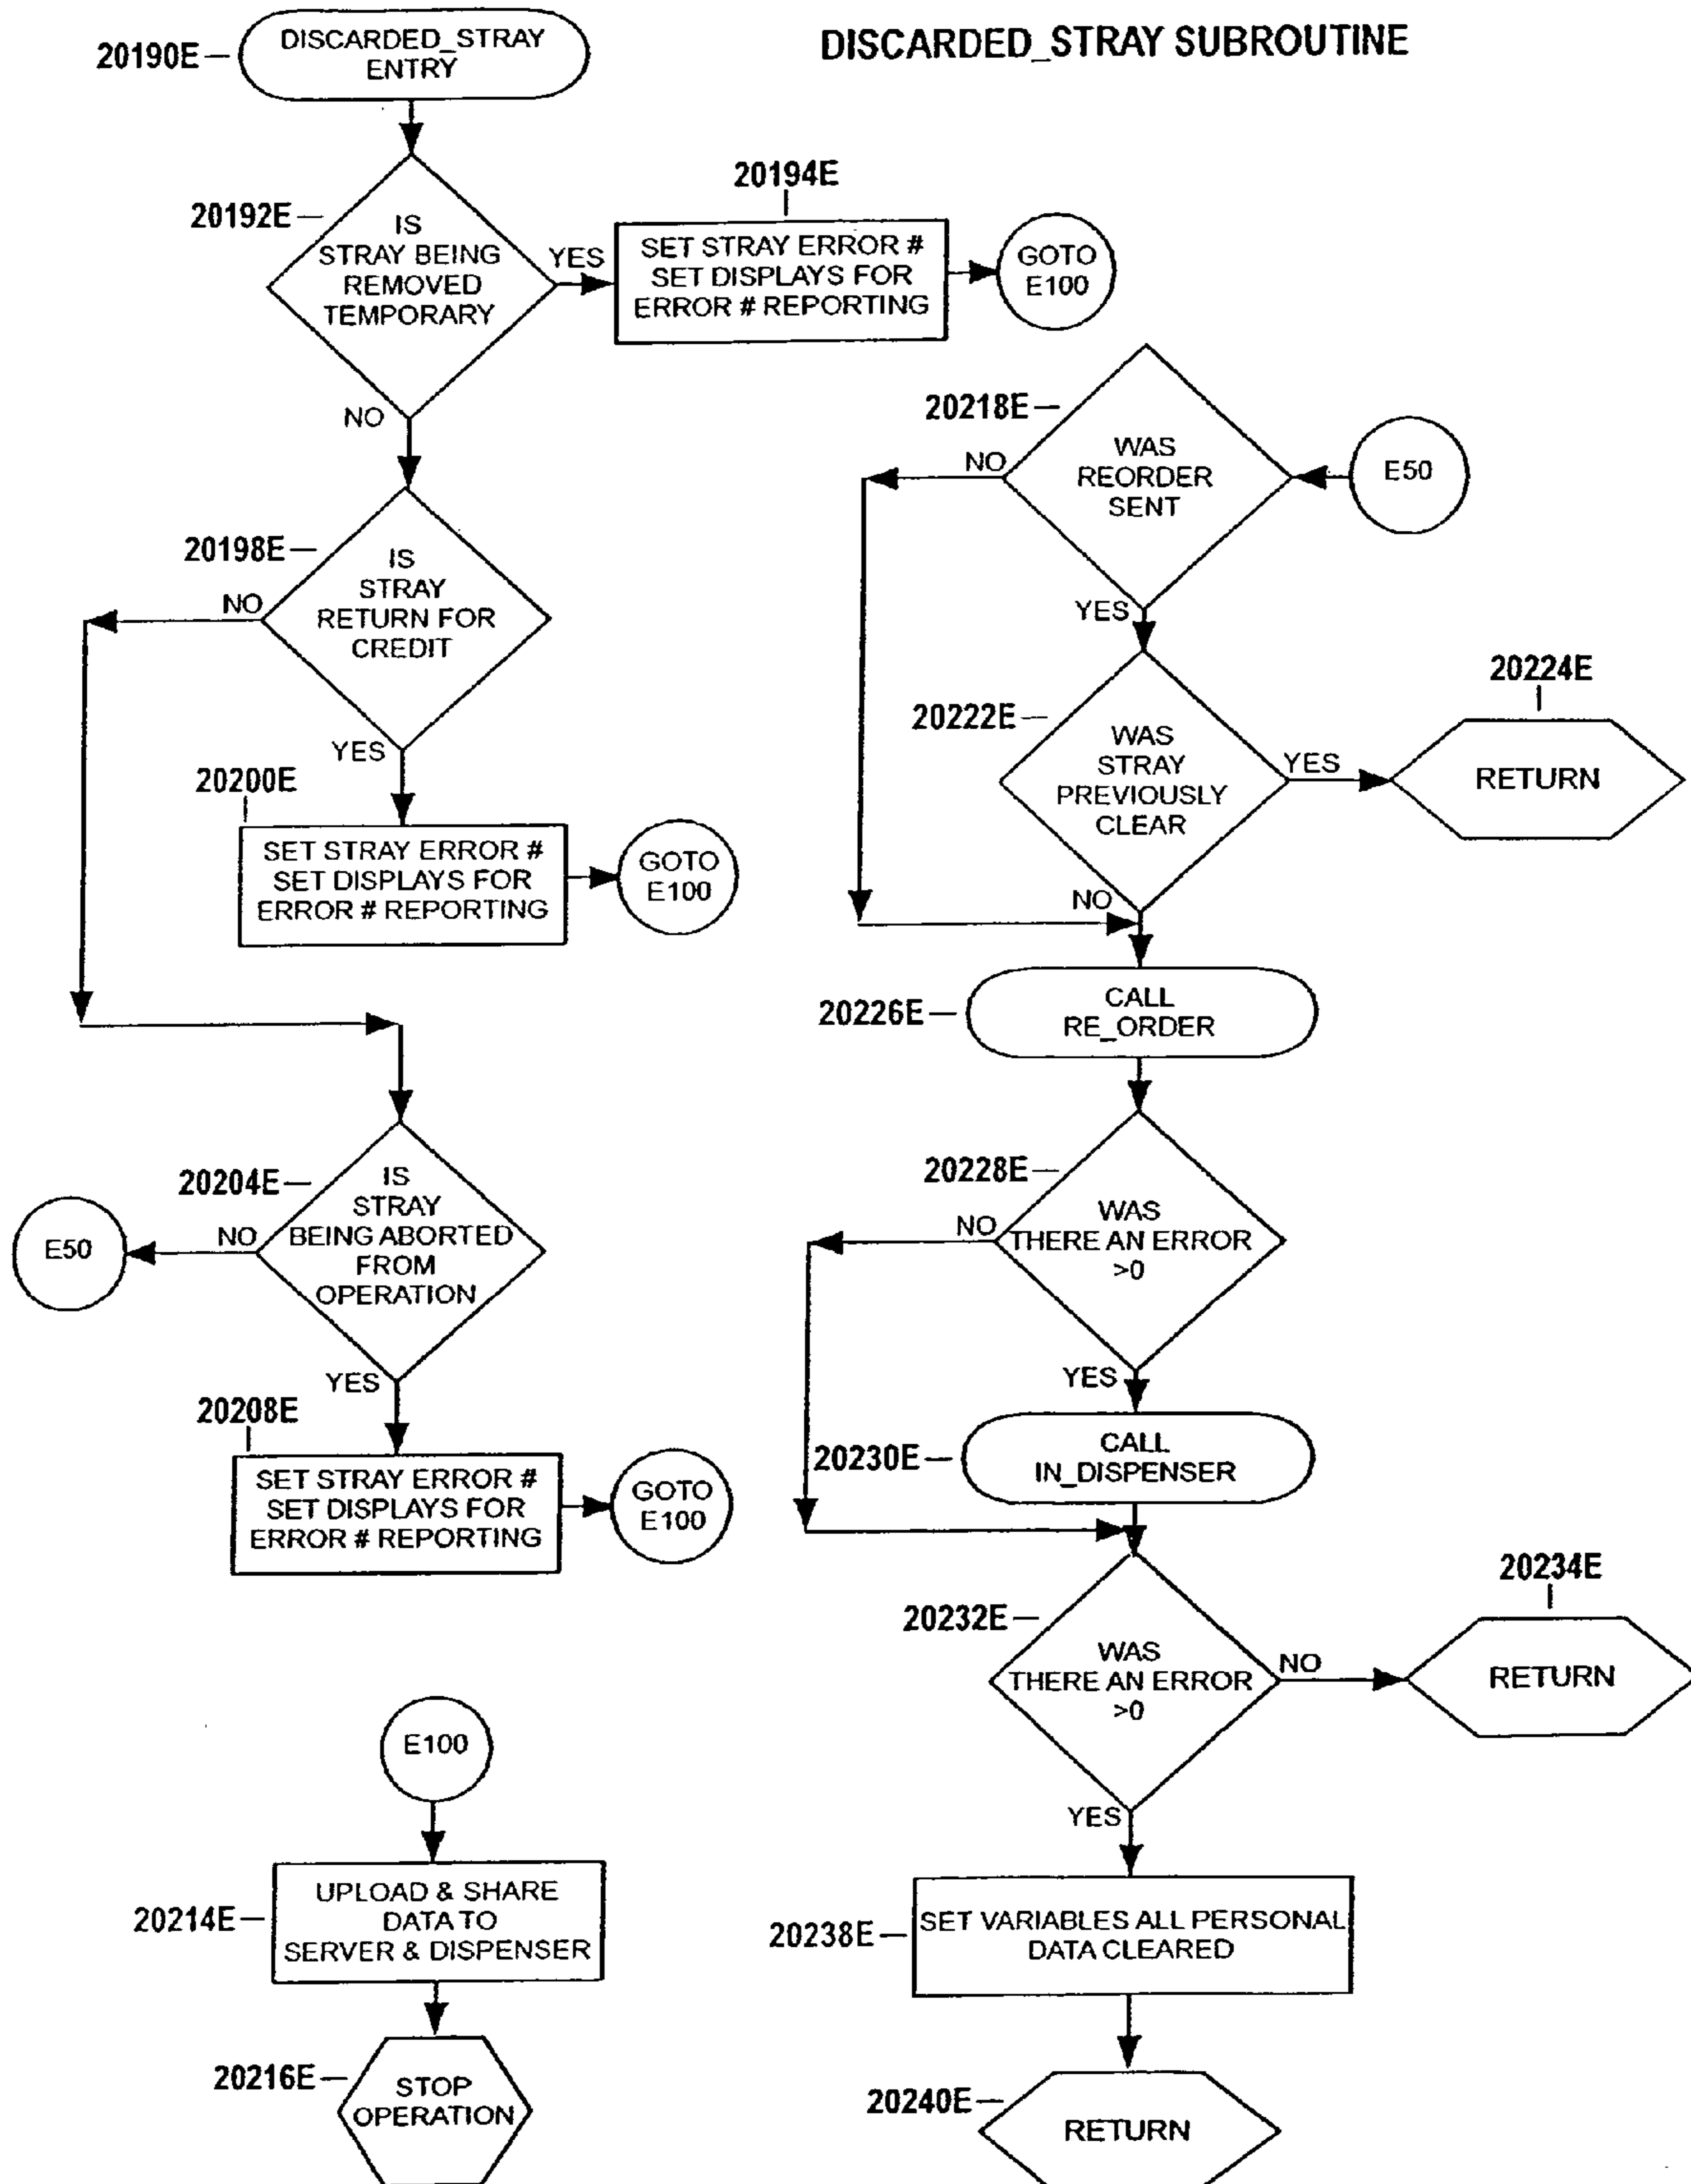 DISCARDED_STRAY SUBROUTINE
20190E
DISCARDED_STRAY
ENTRY
20192E
IS
STRAY BEING
REMOVED
TEMPORARY
YES
NO
20194E
SET STRAY ERROR #
SET DISPLAYS FOR
ERROR # REPORTING
GOTO
E100
20198E
IS
STRAY
RETURN FOR
CREDIT
NO
YES
20200E
SET STRAY ERROR #
SET DISPLAYS FOR
ERROR # REPORTING
GOTO
E100
20204E
IS
STRAY
BEING ABORTED
FROM
OPERATION
NO
E50
YES
20208E
SET STRAY ERROR #
SET DISPLAYS FOR
ERROR # REPORTING
GOTO
E100
E100
20214E
UPLOAD & SHARE
DATA TO
SERVER & DISPENSER
20216E
STOP
OPERATION
E50
20218E
WAS
REORDER
SENT
NO
YES
20222E
WAS
STRAY
PREVIOUSLY
CLEAR
YES
20224E
RETURN
NO
20226E
CALL
RE_ORDER
20228E
WAS
THERE AN ERROR
>0
NO
YES
20230E
CALL
IN_DISPENSER
20232E
WAS
THERE AN ERROR
>0
NO
20234E
RETURN
YES
20238E
SET VARIABLES ALL PERSONAL
DATA CLEARED
20240E
RETURN